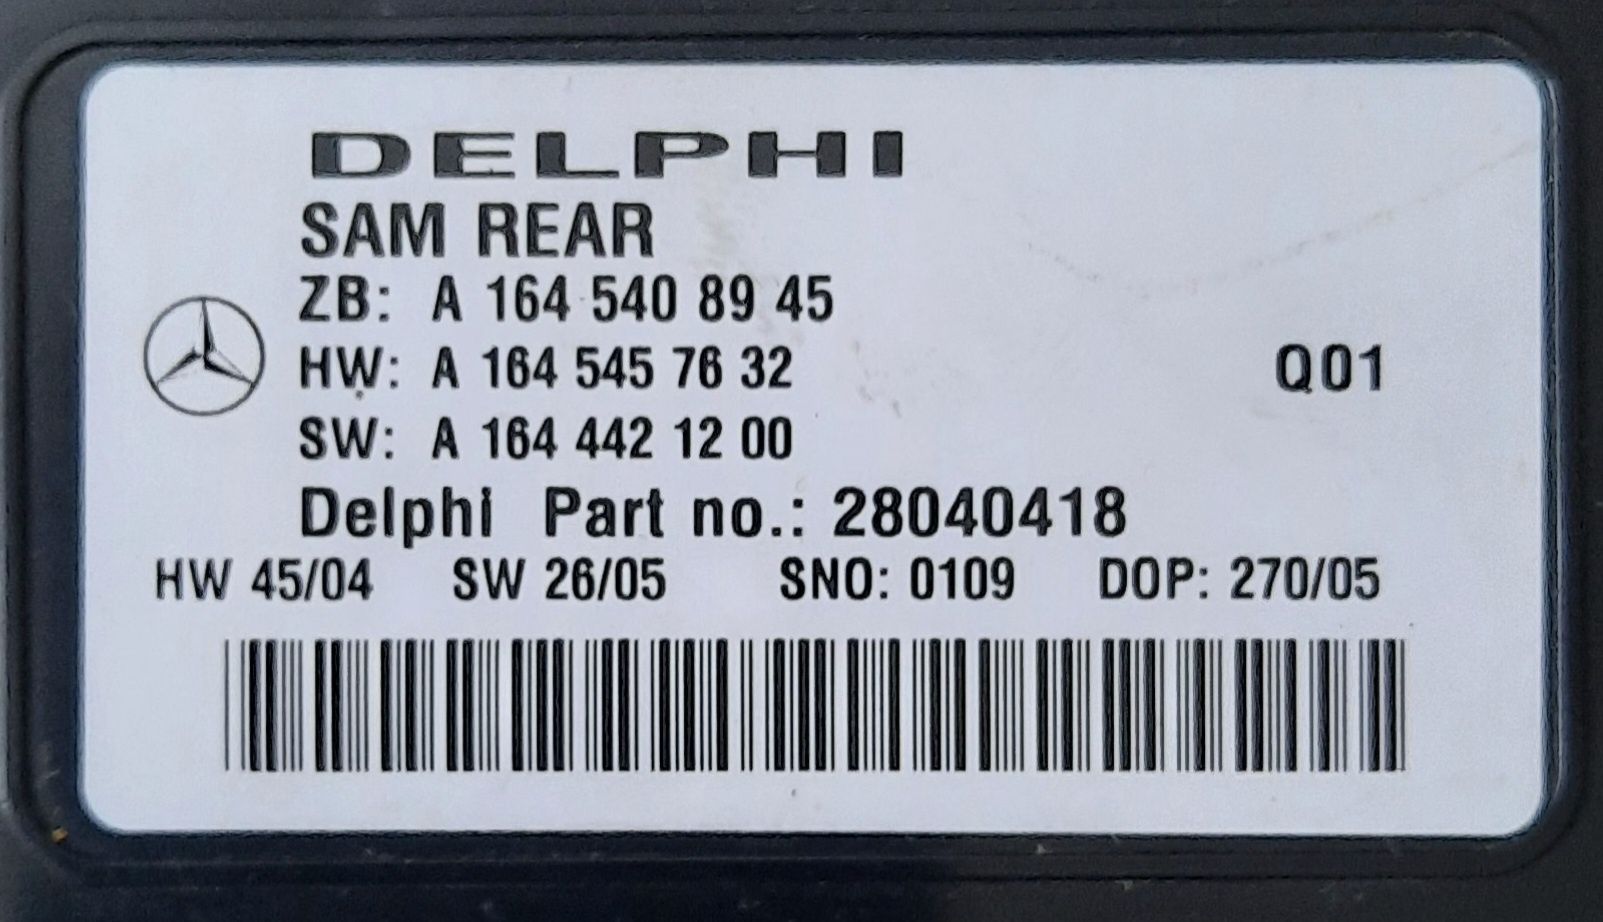 DELPHI
SAM REAR
ZB: A 164 540 89 45
HW: A 164 545 76 32
Q01
SW: A 164 442 12 00
Delphi Part no.: 28040418
HW 45/04 SW 26/05 SNO: 0109 DOP: 270/05